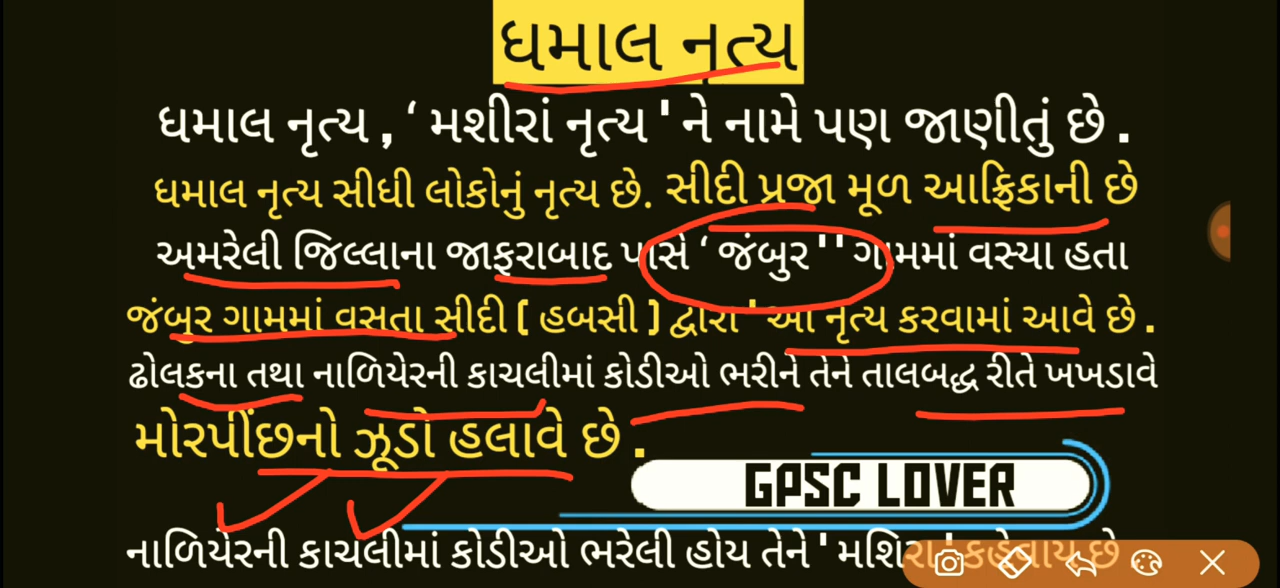 ધમાલ નૃત્ય
ધમાલ નૃત્ય , ‘ મશીરાં નૃત્ય ' ને નામે પણ જાણીતું છે .
ધમાલ નૃત્ય સીધી લોકોનું નૃત્ય છે. સીદી પ્રજા મૂળ આફ્રિકાની છે
અમરેલી જિલ્લાના જાફરાબાદ પાસે ‘ જંબુર ' ' ગામમાં વસ્યા હતા
જંબુર ગામમાં વસતા સીદી [ હબસી ] દ્વારા ' આ નૃત્ય કરવામાં આવે છે .
ઢોલકના તથા નાળિયેરની કાચલીમાં કોડીઓ ભરીને તેને તાલબદ્ધ રીતે ખખડાવે
મોરપીંછનો ઝૂડો હલાવે છે .
GPSC LOVER
નાળિયેરની કાચલીમાં કોડીઓ ભરેલી હોય તેને ' મશિરા ' કહેવાય છે .